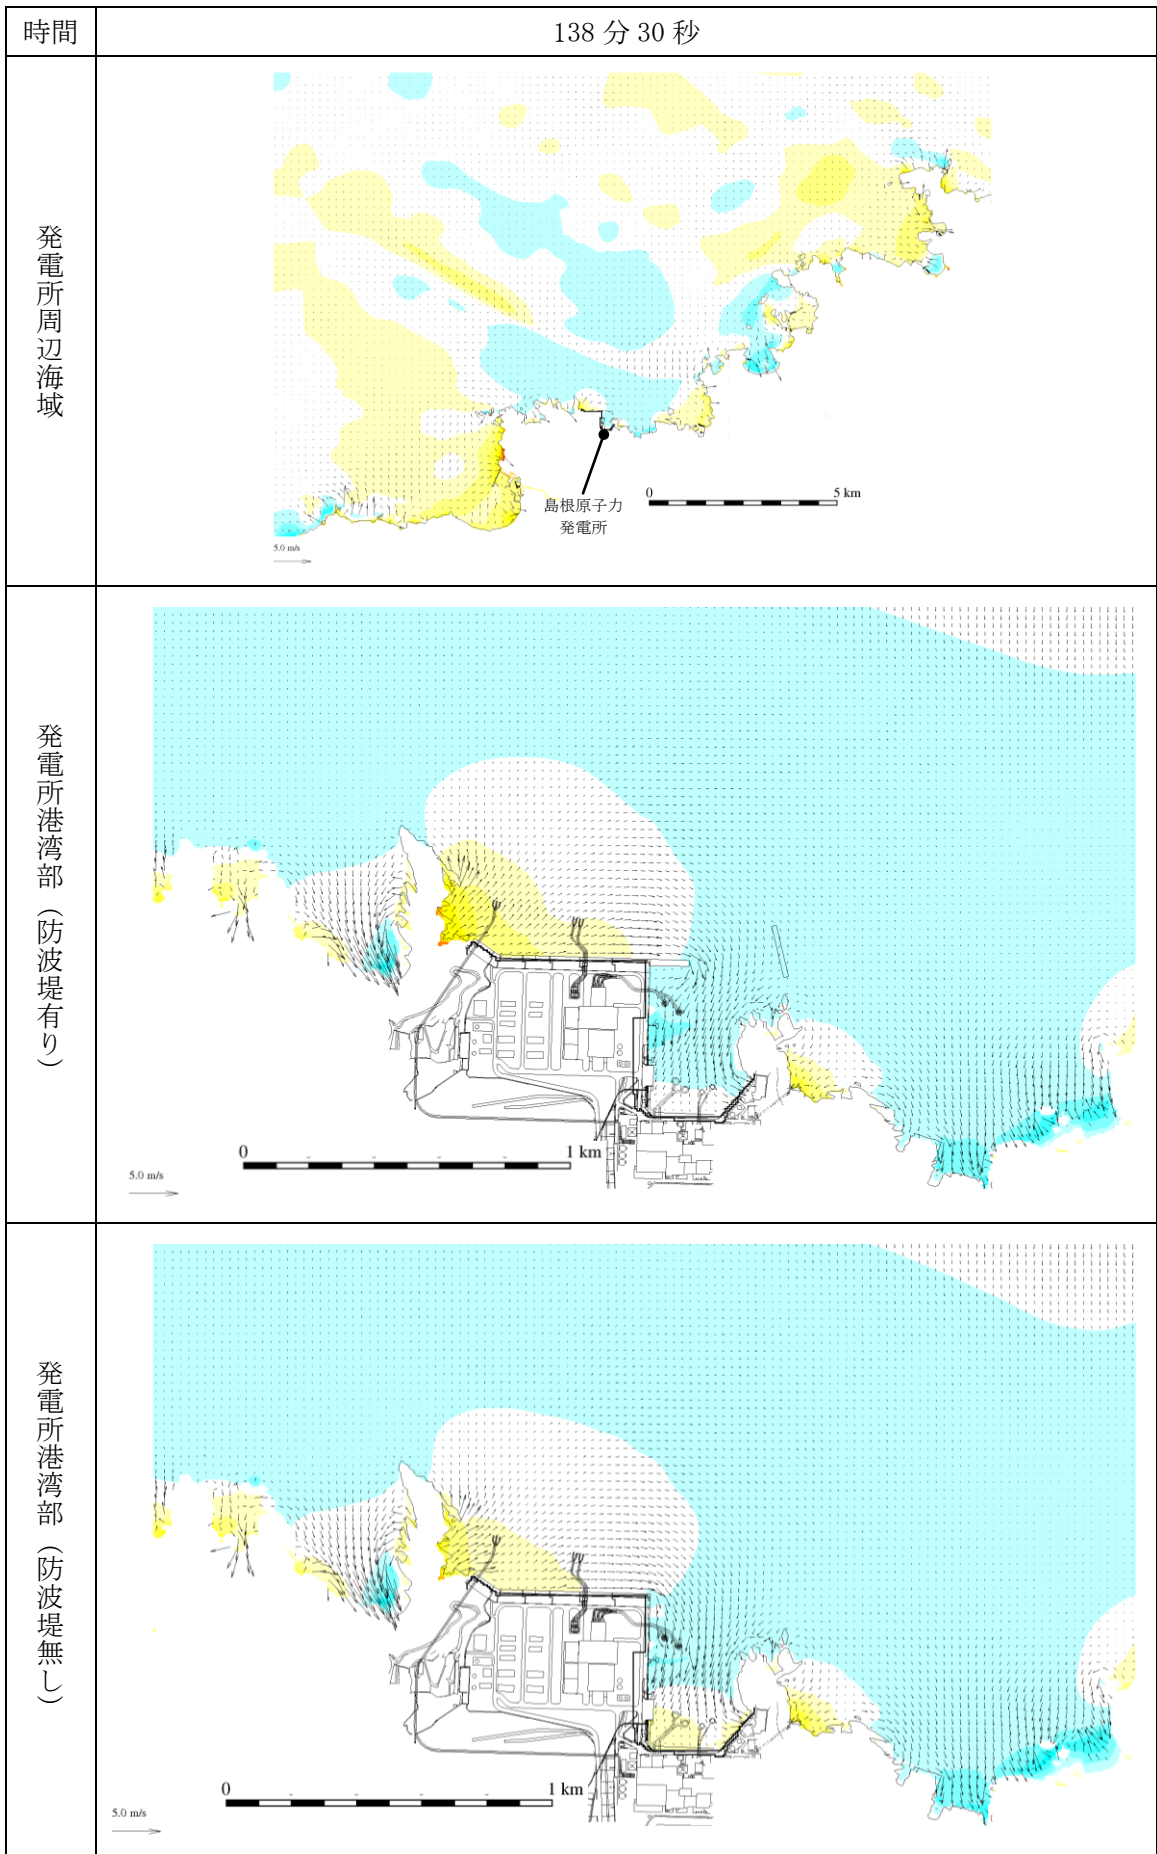 時間
138 分 30 秒
発電所周辺海域
島根原子力
発電所
0
5 km
5.0 m/s
発電所港湾部（防波堤有り）
0
1 km
5.0 m/s
発電所港湾部（防波堤無し）
0
1 km
5.0 m/s